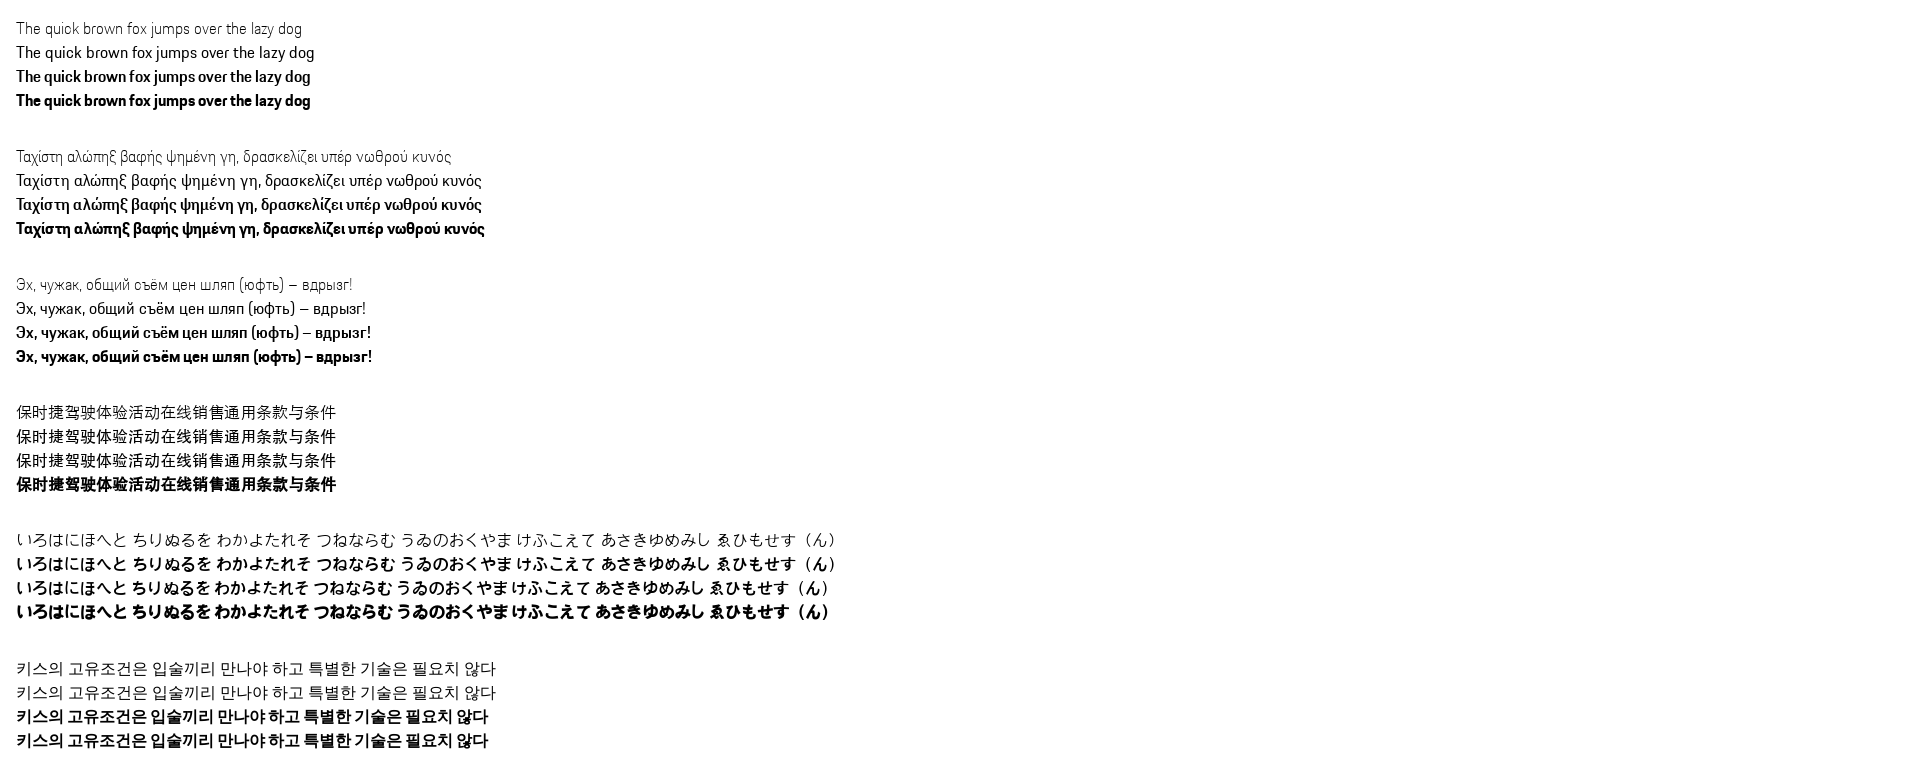 The quick brown fox jumps over the lazy dog
The quick brown fox jumps over the lazy dog
The quick brown fox jumps over the lazy dog
The quick brown fox jumps over the lazy dog
Ταχίστη αλώπηξ βαφής ψημένη γη, δρασκελίζει υπέρ νωθρού κυνός
Ταχίστη αλώπηξ βαφής ψημένη γη, δρασκελίζει υπέρ νωθρού κυνός
Ταχίστη αλώπηξ βαφής ψημένη γη, δρασκελίζει υπέρ νωθρού κυνός
Ταχίστη αλώπηξ βαφής ψημένη γη, δρασκελίζει υπέρ νωθρού κυνός
Эх, чужак, общий съём цен шляп (юфть) – вдрызг!
Эх, чужак, общий съём цен шляп (юфть) – вдрызг!
Эх, чужак, общий съём цен шляп (юфть) – вдрызг!
Эх, чужак, общий съём цен шляп (юфть) – вдрызг!
保时捷驾驶体验活动在线销售通用条款与条件
保时捷驾驶体验活动在线销售通用条款与条件
保时捷驾驶体验活动在线销售通用条款与条件
保时捷驾驶体验活动在线销售通用条款与条件
いろはにほへと ちりぬるを わかよたれそ つねならむ うゐのおくやま けふこえて あさきゆめみし ゑひもせす（ん）
いろはにほへと ちりぬるを わかよたれそ つねならむ うゐのおくやま けふこえて あさきゆめみし ゑひもせす（ん）
いろはにほへと ちりぬるを わかよたれそ つねならむ うゐのおくやま けふこえて あさきゆめみし ゑひもせす（ん）
いろはにほへと ちりぬるを わかよたれそ つねならむ うゐのおくやま けふこえて あさきゆめみし ゑひもせす（ん）
키스의 고유조건은 입술끼리 만나야 하고 특별한 기술은 필요치 않다
키스의 고유조건은 입술끼리 만나야 하고 특별한 기술은 필요치 않다
키스의 고유조건은 입술끼리 만나야 하고 특별한 기술은 필요치 않다
키스의 고유조건은 입술끼리 만나야 하고 특별한 기술은 필요치 않다